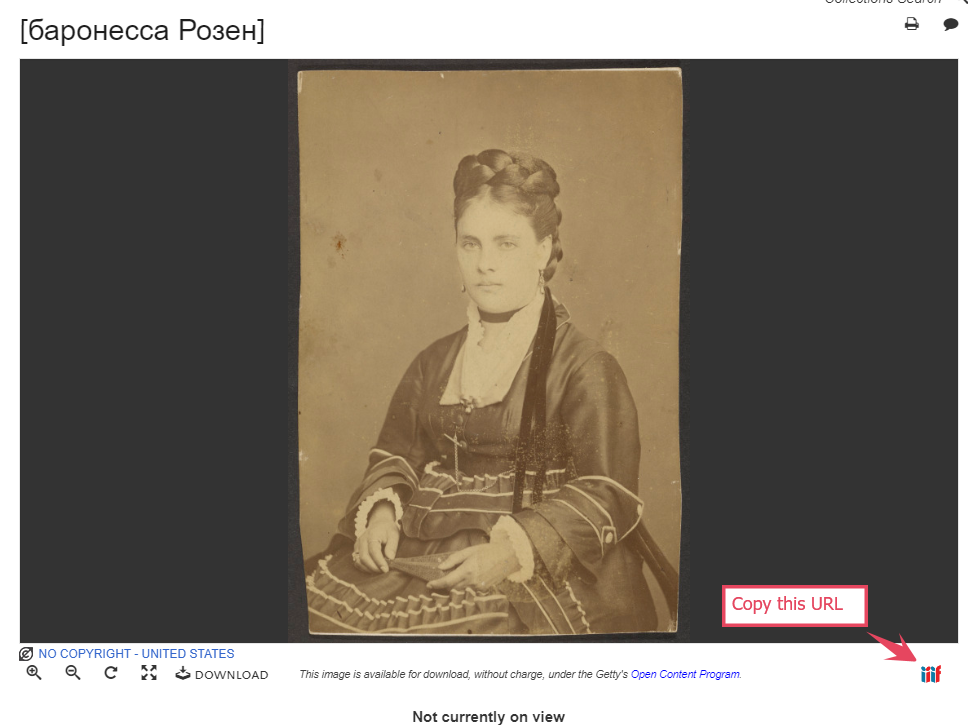 Collections Search
[баронесса Розен]
Copy this URL
NO COPYRIGHT - UNITED STATES
DOWNLOAD
This image is available for download, without charge, under the Getty's Open Content Program.
iiif
Not currently on view